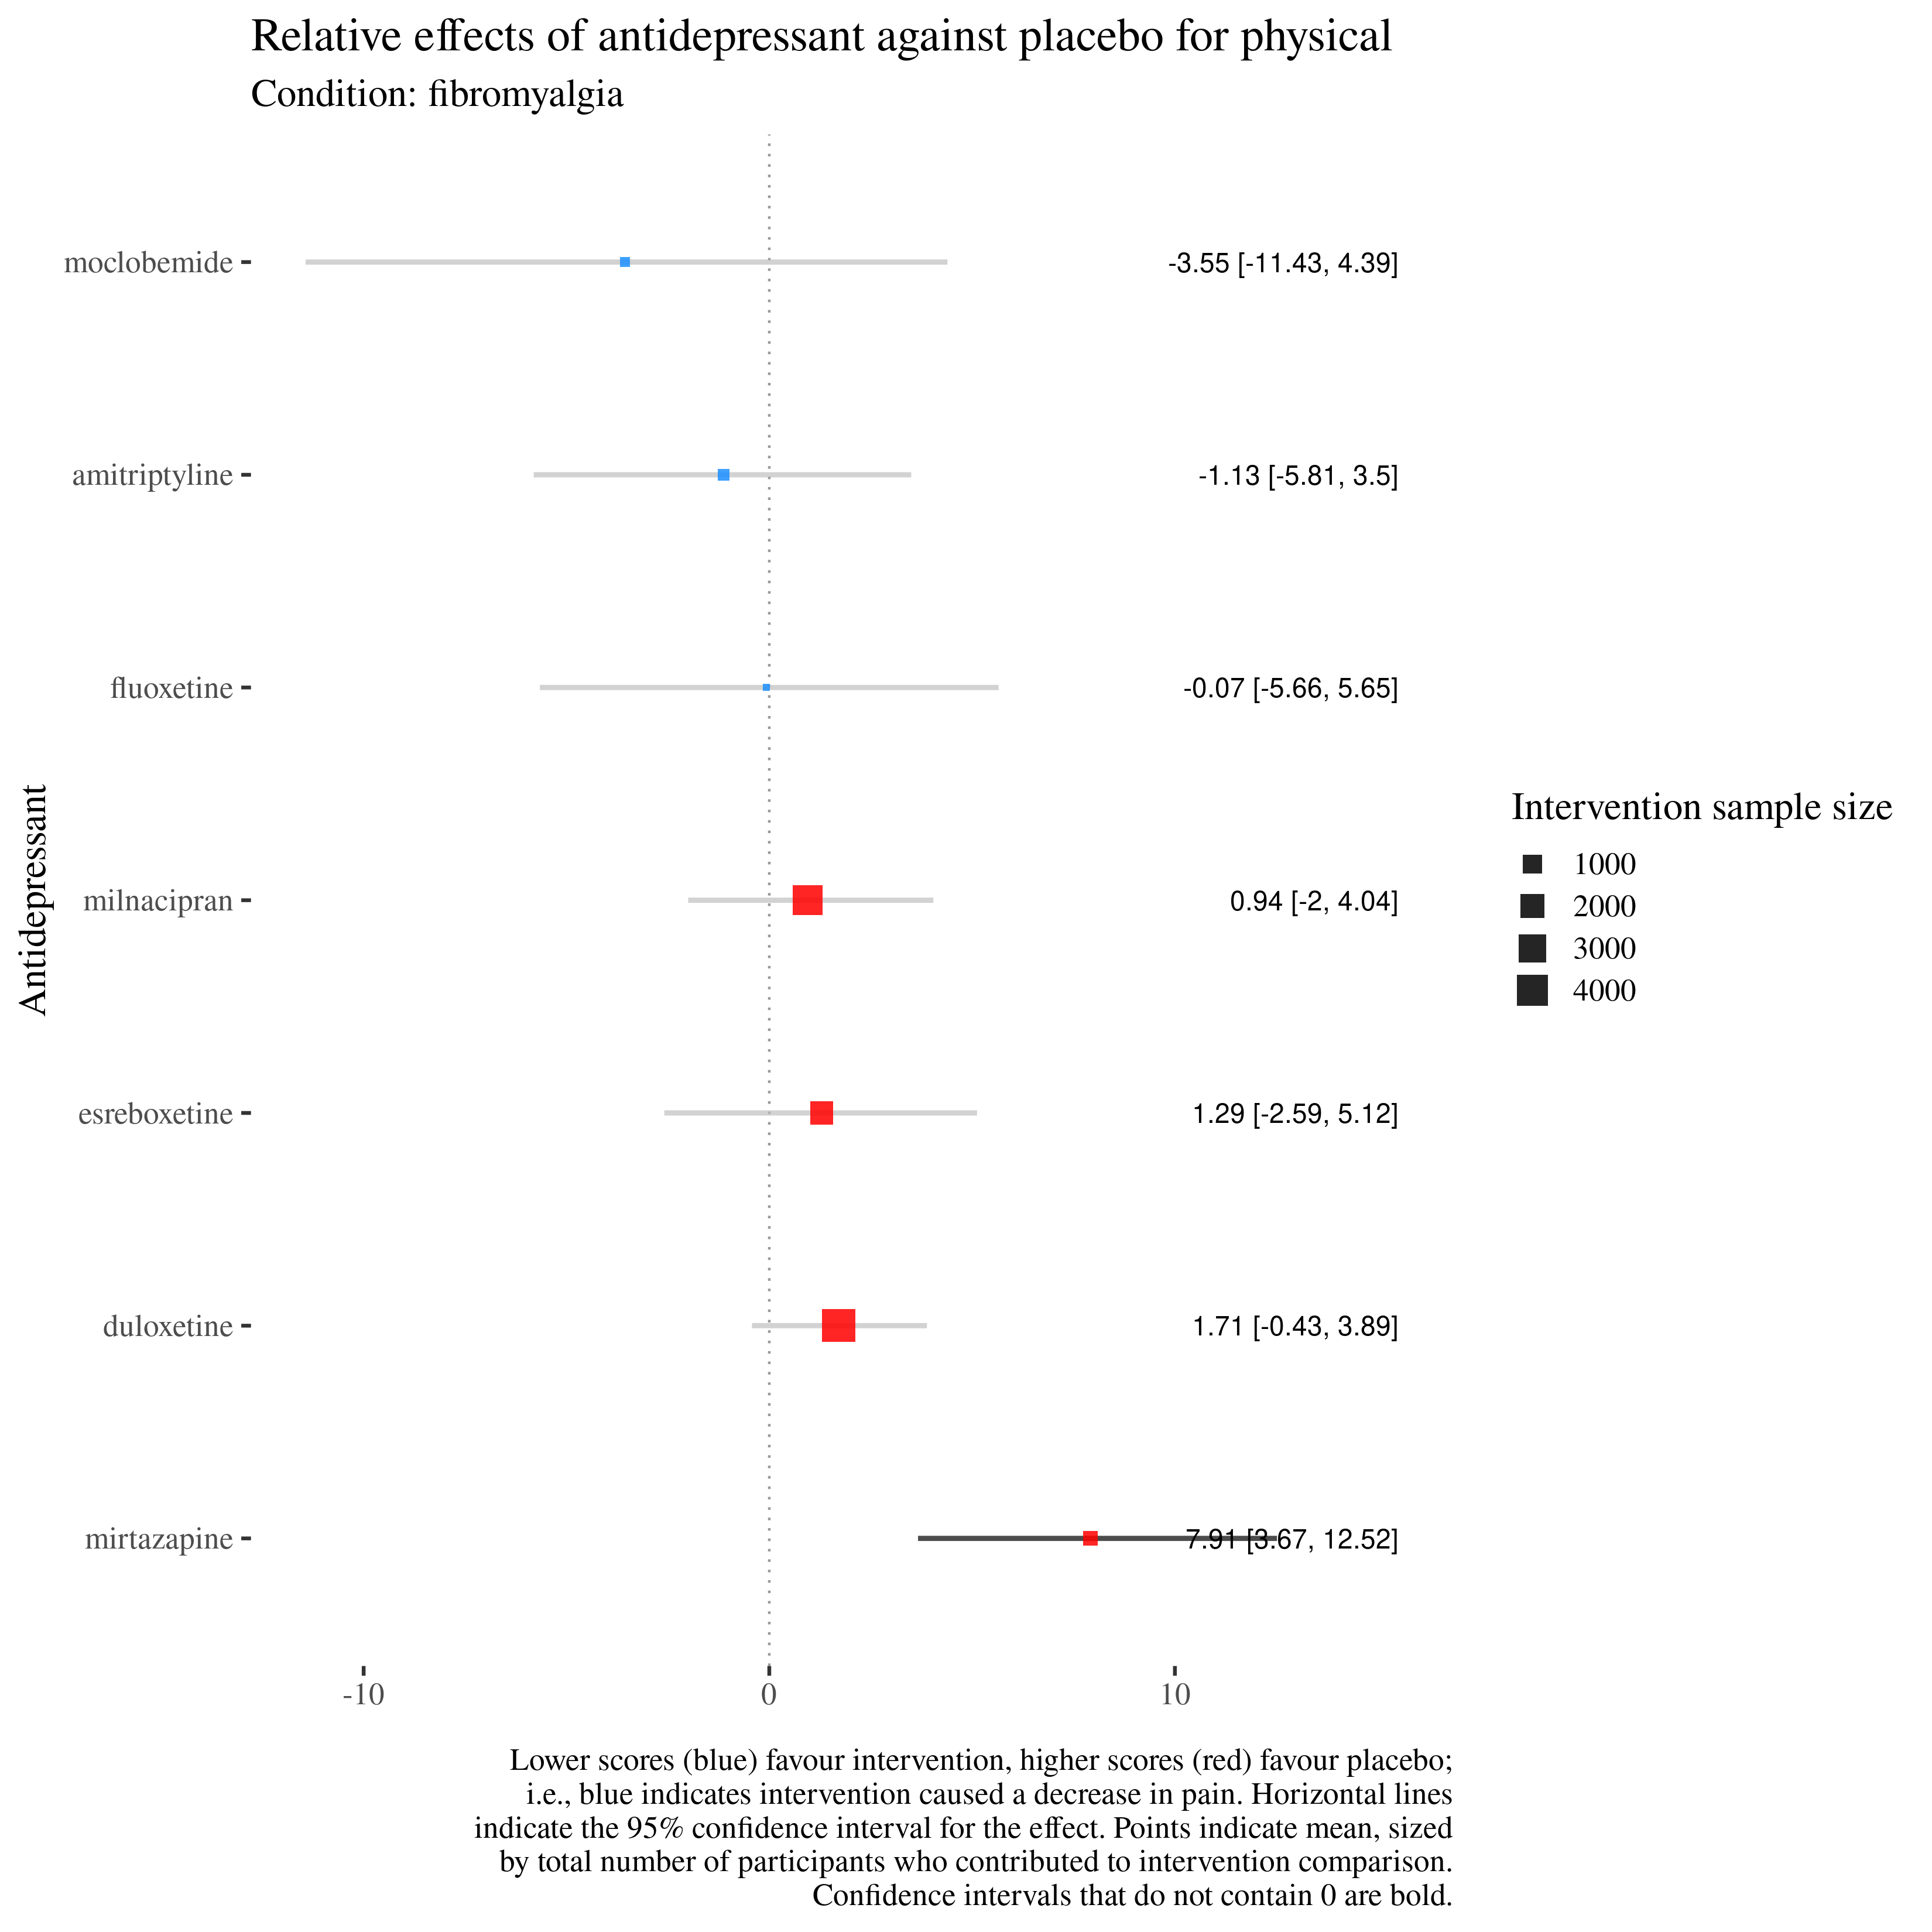 Relative effects of antidepressant against placebo for physical
Condition: fibromyalgia
Antidepressant
moclobemide -3.55 [-11.43, 4.39]
amitriptyline -1.13 [-5.81, 3.5]
fluoxetine -0.07 [-5.66, 5.65]
milnacipran 0.94 [-2, 4.04]
esreboxetine 1.29 [-2.59, 5.12]
duloxetine 1.71 [-0.43, 3.89]
mirtazapine 7.91 [3.67, 12.52]
-10 0 10
Intervention sample size
1000
2000
3000
4000
Lower scores (blue) favour intervention, higher scores (red) favour placebo;
i.e., blue indicates intervention caused a decrease in pain. Horizontal lines
indicate the 95% confidence interval for the effect. Points indicate mean, sized
by total number of participants who contributed to intervention comparison.
Confidence intervals that do not contain 0 are bold.